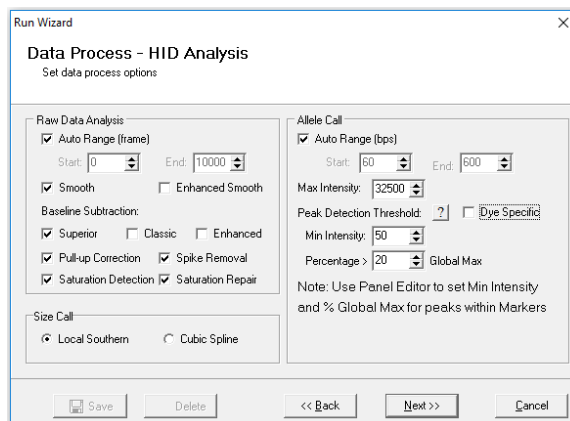 Run Wizard
Data Process - HID Analysis
Set data process options
Raw Data Analysis
Auto Range (frame)
Start: 0 End: 10000
Smooth Enhanced Smooth
Baseline Subtraction:
Superior Classic Enhanced
Pull-up Correction Spike Removal
Saturation Detection Saturation Repair
Size Call
Local Southern Cubic Spline
Allele Call
Auto Range (bps)
Start: 60 End: 600
Max Intensity: 32500
Peak Detection Threshold: ? Dye Specific
Min Intensity: 50
Percentage > 20 Global Max
Note: Use Panel Editor to set Min Intensity
and % Global Max for peaks within Markers
Save Delete << Back Next >> Cancel